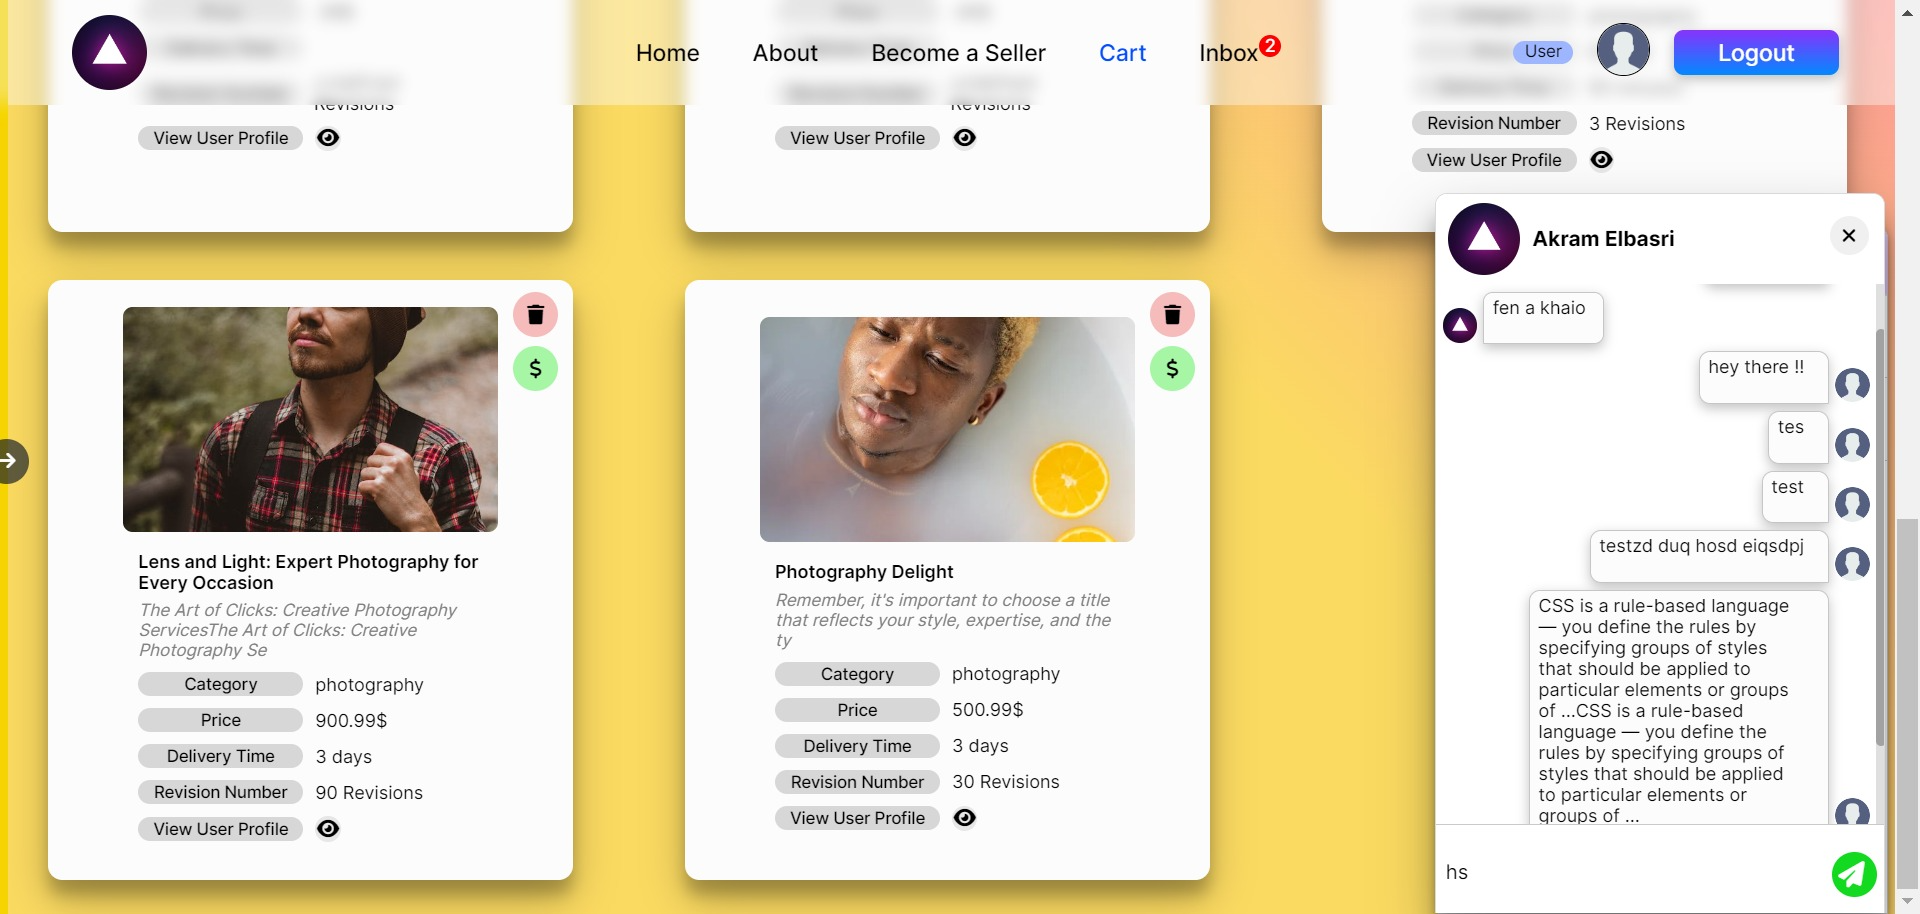 Home
About
Become a Seller
Cart
Inbox
2
User
Logout
Revisions
View User Profile
Revisions
View User Profile
Revision Number
3 Revisions
View User Profile
Lens and Light: Expert Photography for
Every Occasion
The Art of Clicks: Creative Photography
ServicesThe Art of Clicks: Creative
Photography Se
Category
photography
Price
900.99$
Delivery Time
3 days
Revision Number
90 Revisions
View User Profile
$
Photography Delight
Remember, it's important to choose a title
that reflects your style, expertise, and the
ty
Category
photography
Price
500.99$
Delivery Time
3 days
Revision Number
30 Revisions
View User Profile
$
Akram Elbasri
fen a khaio
hey there !!
tes
test
testzd duq hosd eiqsdpj
CSS is a rule-based language
— you define the rules by
specifying groups of styles
that should be applied to
particular elements or groups
of ...CSS is a rule-based
language — you define the
rules by specifying groups of
styles that should be applied
to particular elements or
groups of ...
hs